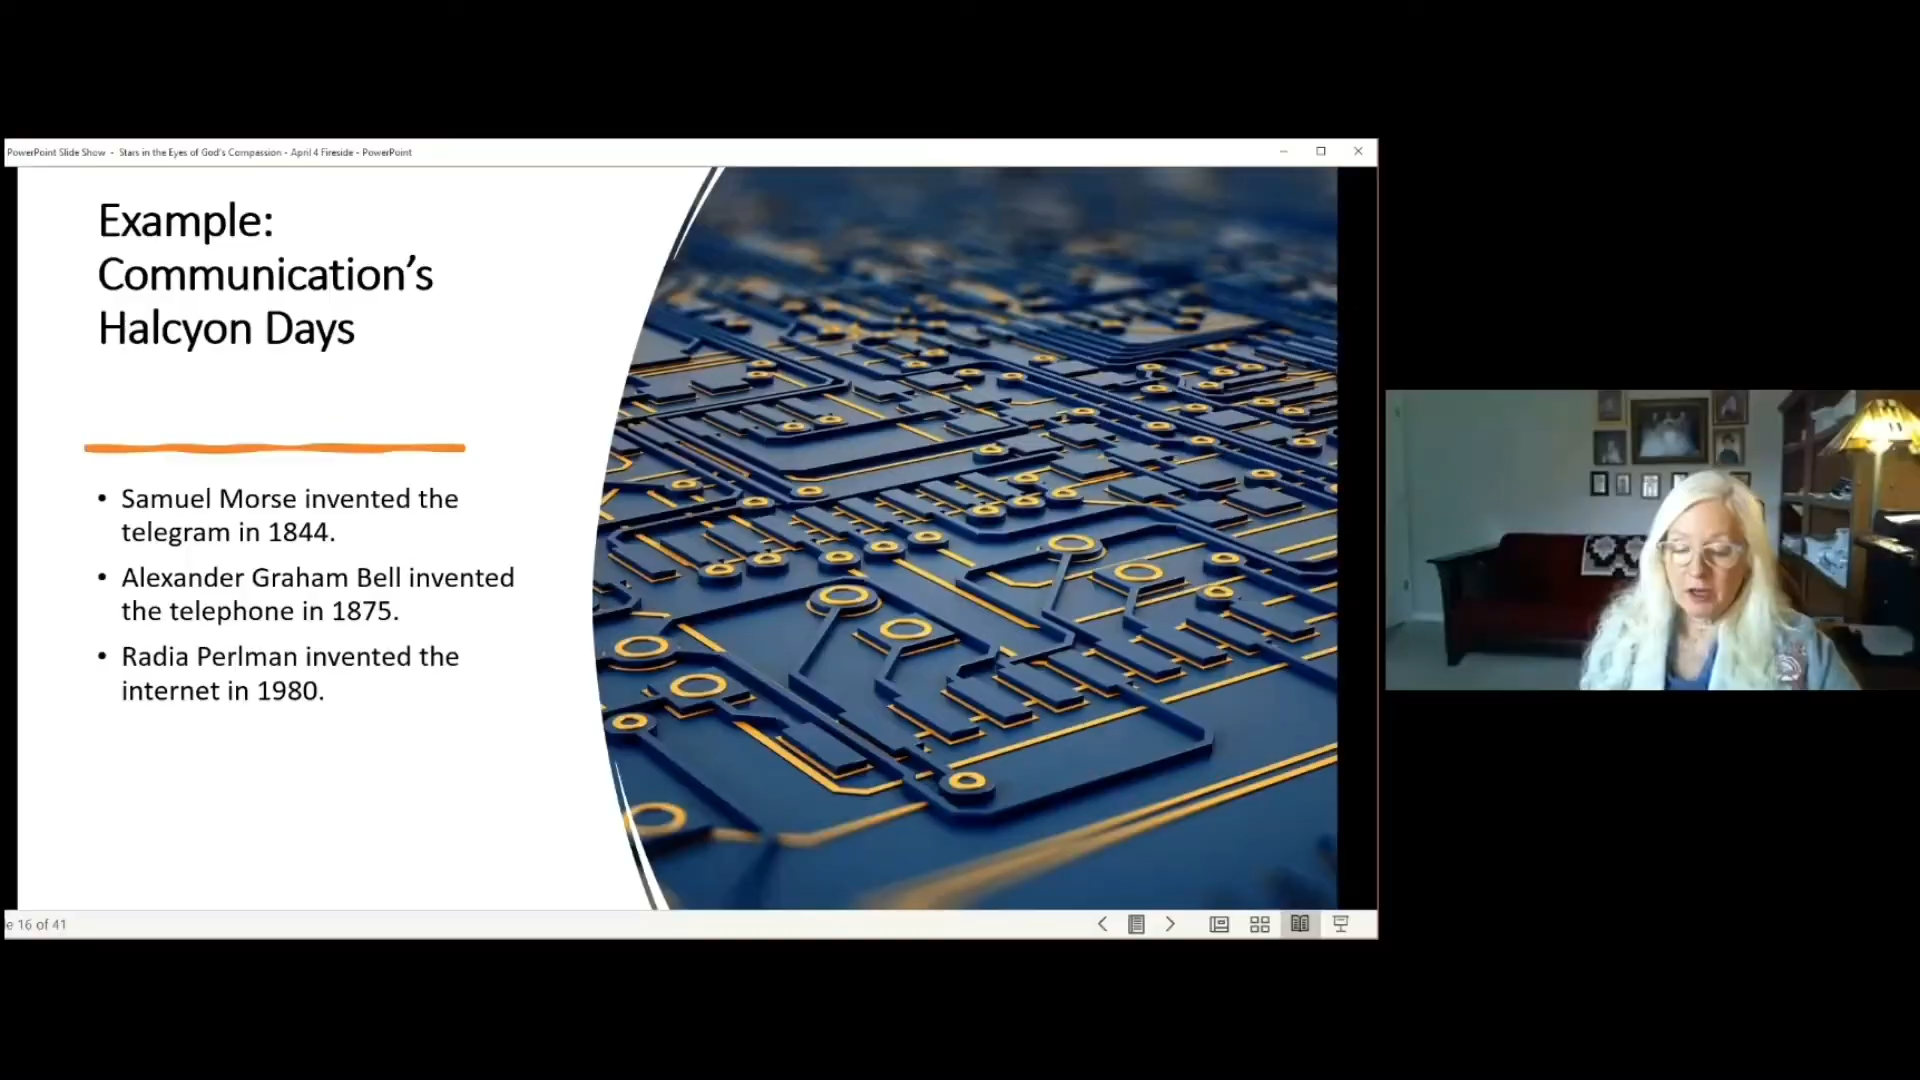 PowerPoint Slide Show - Stars in the Eyes of God's Compassion - April 4 Fireside - PowerPoint
Example:
Communication’s
Halcyon Days
• Samuel Morse invented the
telegram in 1844.
• Alexander Graham Bell invented
the telephone in 1875.
• Radia Perlman invented the
internet in 1980.
e 16 of 41